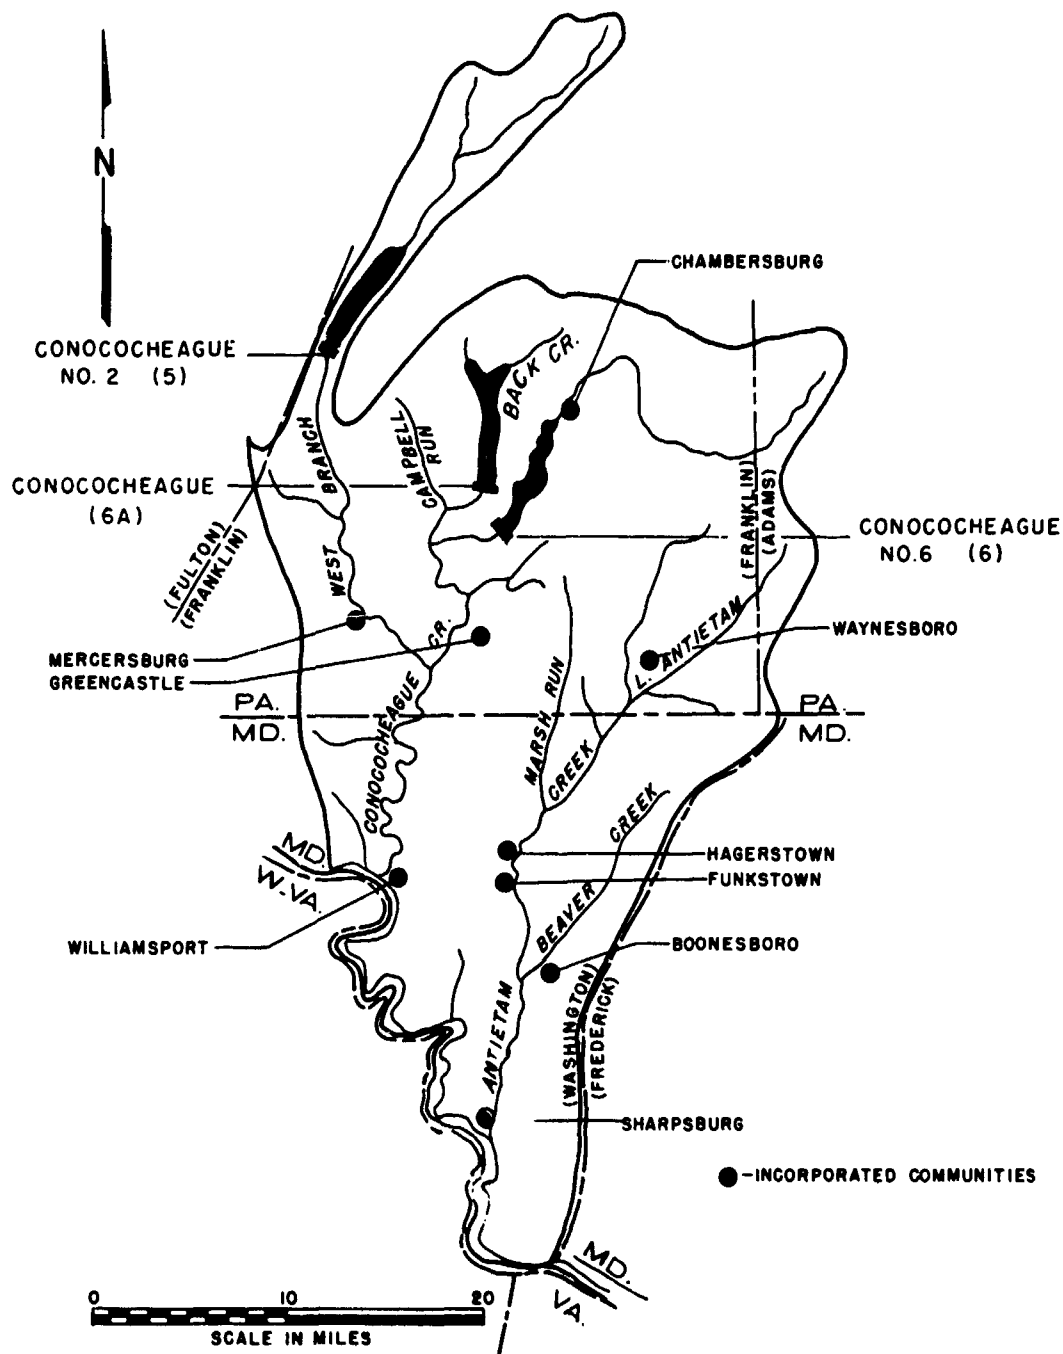 N
CHAMBERSBURG
CONOCOCHEAGUE
NO. 2 (5)
BACK CR.
CAMPBELL
RUN
BRANCH
WEST
CONOCOCHEAGUE
(6A)
(FULTON)
(FRANKLIN)
(FRANKLIN)
(ADAMS)
CONOCOCHEAGUE
NO.6 (6)
MERCERSBURG
GREENCASTLE
CONOCOCHEAGUE CR.
MARSH RUN
L. ANTIETAM
WAYNESBORO
PA.
MD.
PA.
MD.
CREEK
BEAVER CREEK
HAGERSTOWN
FUNKSTOWN
MD.
W-VA.
WILLIAMSPORT
BOONESBORO
ANTIETAM
(WASHINGTON)
(FREDERICK)
SHARPSBURG
-INCORPORATED COMMUNITIES
MD.
VA.
0 10 20
SCALE IN MILES